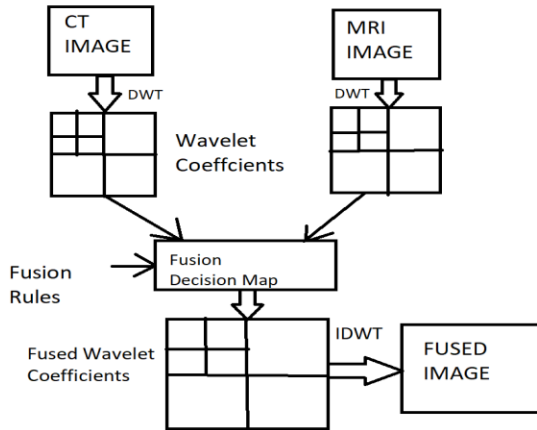 CT
IMAGE
MRI
IMAGE
DWT
DWT
Wavelet
Coeffcients
Fusion
Decision Map
Fusion
Rules
Fused Wavelet
Coefficients
IDWT
FUSED
IMAGE